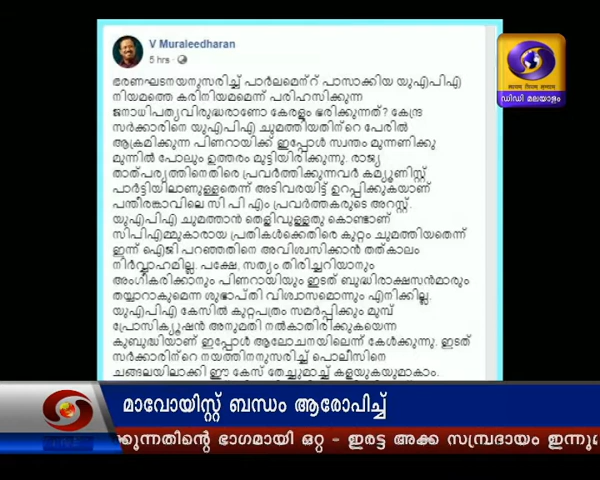 V Muraleedharan
5 hrs ·
ഭരണഘടനയനുസരിച്ച് പാർലമെൻ്റ് പാസാക്കിയ യുഎപിഎ
നിയമത്തെ കരിനിയമമെന്ന് പരിഹസിക്കുന്ന
ജനാധിപത്യവിരുദ്ധരാണോ കേരളം ഭരിക്കുന്നത്? കേന്ദ്ര
സർക്കാരിനെ യുഎപിഎ ചുമത്തിയതിൻ്റെ പേരിൽ
ആക്രമിക്കുന്ന പിണറായിക്ക് ഇപ്പോൾ സ്വന്തം മുന്നണിക്കു
മുന്നിൽ പോലും ഉത്തരം മുട്ടിയിരിക്കുന്നു. രാജ്യ
താത്പര്യത്തിനെതിരെ പ്രവർത്തിക്കുന്നവർ കമ്യൂണിസ്റ്റ്
പാർട്ടിയിലാണുള്ളതെന്ന് അടിവരയിട്ട് ഉറപ്പിക്കുകയാണ്
പന്തീരങ്കാവിലെ സി പി എം പ്രവർത്തകരുടെ അറസ്റ്റ്.
യുഎപിഎ ചുമത്താൻ തെളിവുള്ളതു കൊണ്ടാണ്
സിപിഎമ്മുകാരായ പ്രതികൾക്കെതിരെ കുറ്റം ചുമത്തിയതെന്ന്
ഇന്ന് ഐജി പറഞ്ഞതിനെ അവിശ്വസിക്കാൻ തത്കാലം
നിർവ്വാഹമില്ല. പക്ഷേ, സത്യം തിരിച്ചറിയാനും
അംഗീകരിക്കാനും പിണറായിയും ഇടത് ബുദ്ധിരാക്ഷസൻമാരും
തയ്യാറാകുമെന്ന ശുഭാപ്തി വിശ്വാസമൊന്നും എനിക്കില്ല.
യുഎപിഎ കേസിൽ കുറ്റപത്രം സമർപ്പിക്കും മുമ്പ്
പ്രോസിക്യൂഷൻ അനുമതി നൽകാതിരിക്കുകയെന്ന
കുബുദ്ധിയാണ് ഇപ്പോൾ ആലോചനയിലെന്ന് കേൾക്കുന്നു. ഇടത്
സർക്കാരിൻ്റെ നയത്തിനനുസരിച്ച് പൊലീസിനെ
ചങ്ങലയിലാക്കി ഈ കേസ് തേച്ചുമാച്ച് കളയുകയുമാകാം.
ഡിഡി മലയാളം
മാവോയിസ്റ്റ് ബന്ധം ആരോപിച്ച്
ക്കുന്നതിന്റെ ഭാഗമായി ഒറ്റ - ഇരട്ട അക്ക സമ്പ്രദായം ഇന്നു